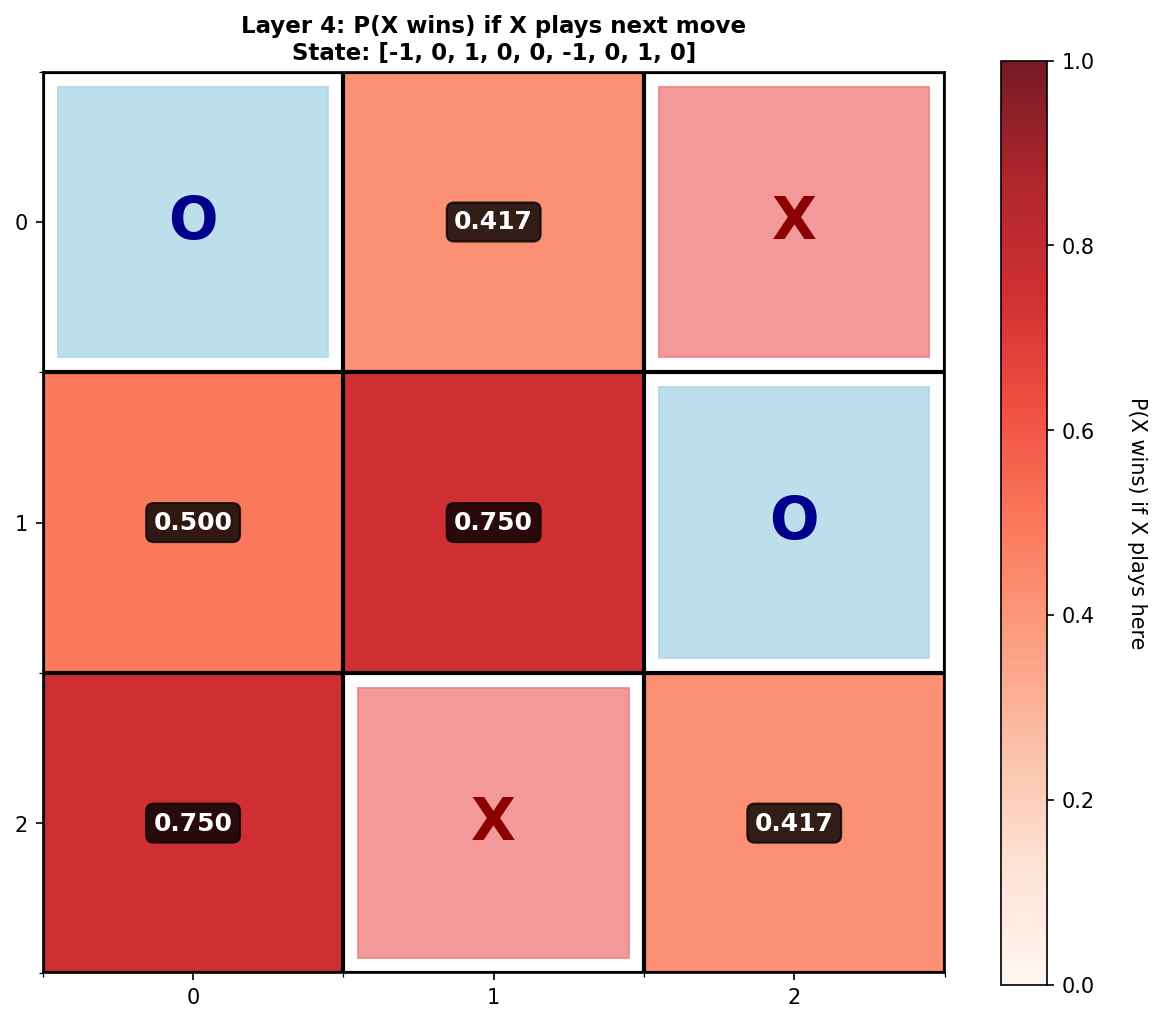 Layer 4: P(X wins) if X plays next move
State: [-1, 0, 1, 0, 0, -1, 0, 1, 0]
O
0.417
X
0.500
0.750
O
0.750
X
0.417
0
1
2
0
1
2
1.0
0.8
0.6
0.4
0.2
0.0
P(X wins) if X plays here